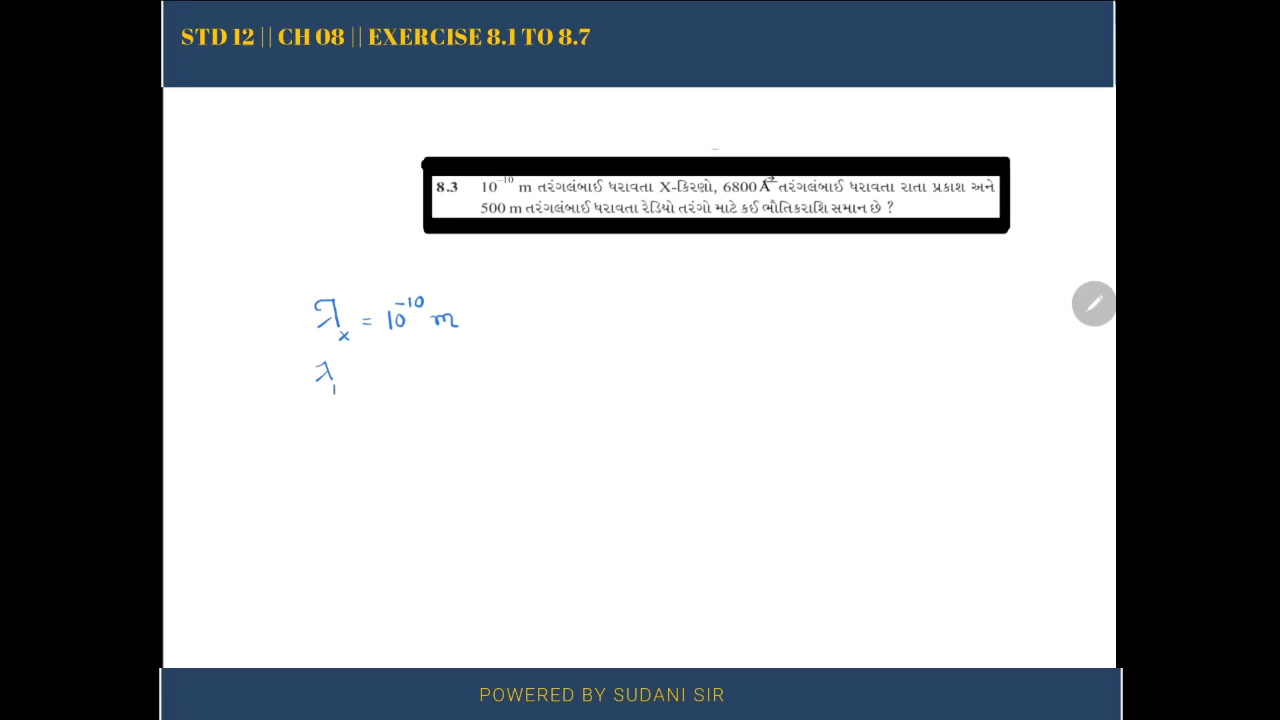 STD 12 || CH 08 || EXERCISE 8.1 TO 8.7
8.3 10⁻¹⁰ m તરંગલંબાઈ ધરાવતા X-કિરણો, 6800 Å તરંગલંબાઈ ધરાવતા રાતા પ્રકાશ અને
500 m તરંગલંબાઈ ધરાવતા રેડિયો તરંગો માટે કઈ ભૌતિકરાશિ સમાન છે ?
λₓ = 10⁻¹⁰ m
λ
POWERED BY SUDANI SIR